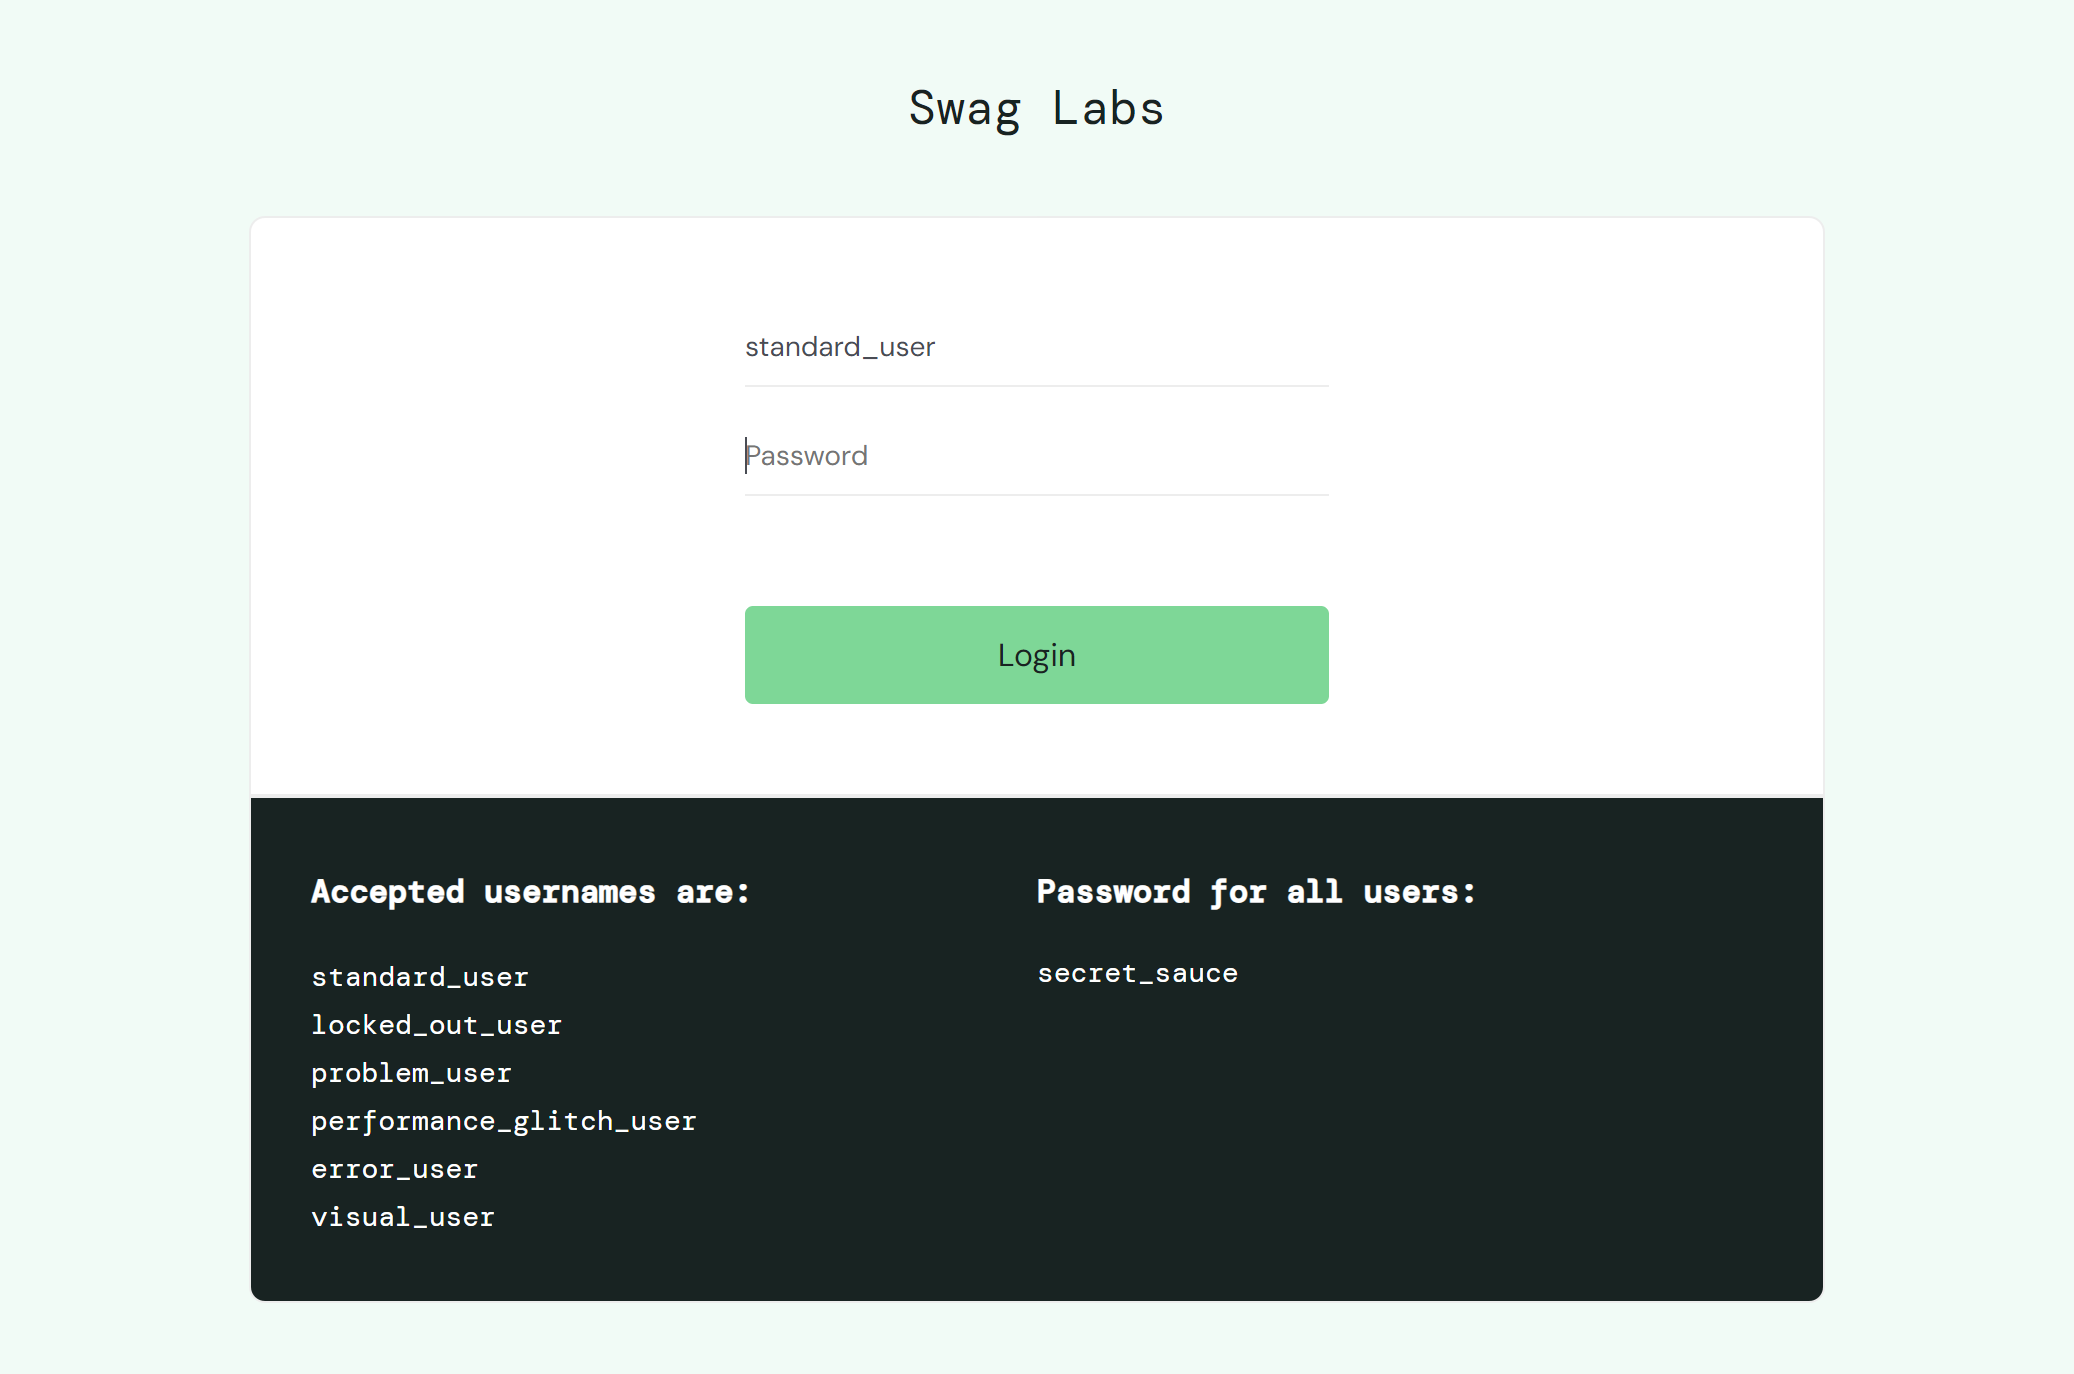 Swag Labs
standard_user
Password
Login
Accepted usernames are:
standard_user
locked_out_user
problem_user
performance_glitch_user
error_user
visual_user
Password for all users:
secret_sauce